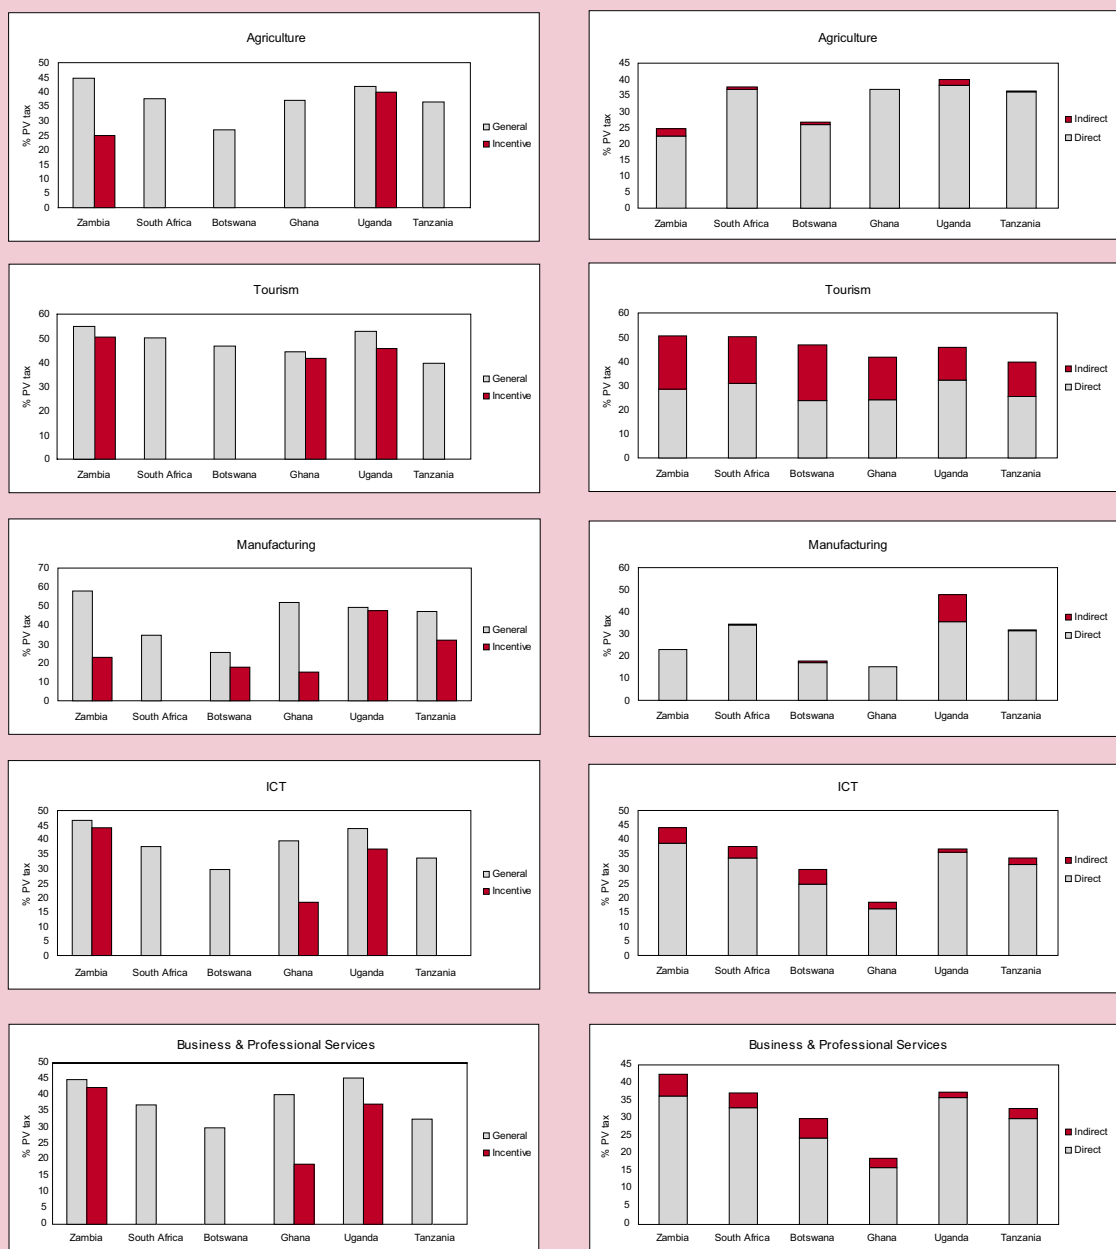 Agriculture
50
45
40
35
30
25
20
15
10
5
0
% PV tax
Zambia South Africa Botswana Ghana Uganda Tanzania
General
Incentive
Agriculture
45
40
35
30
25
20
15
10
5
0
% PV tax
Zambia South Africa Botswana Ghana Uganda Tanzania
Indirect
Direct
Tourism
60
50
40
30
20
10
0
% PV tax
Zambia South Africa Botswana Ghana Uganda Tanzania
General
Incentive
Tourism
60
50
40
30
20
10
0
% PV tax
Zambia South Africa Botswana Ghana Uganda Tanzania
Indirect
Direct
Manufacturing
70
60
50
40
30
20
10
0
% PV tax
Zambia South Africa Botswana Ghana Uganda Tanzania
General
Incentive
Manufacturing
60
50
40
30
20
10
0
% PV tax
Zambia South Africa Botswana Ghana Uganda Tanzania
Indirect
Direct
ICT
50
45
40
35
30
25
20
15
10
5
0
% PV tax
Zambia South Africa Botswana Ghana Uganda Tanzania
General
Incentive
ICT
50
45
40
35
30
25
20
15
10
5
0
% PV tax
Zambia South Africa Botswana Ghana Uganda Tanzania
Indirect
Direct
Business & Professional Services
50
45
40
35
30
25
20
15
10
5
0
% PV tax
Zambia South Africa Botswana Ghana Uganda Tanzania
General
Incentive
Business & Professional Services
45
40
35
30
25
20
15
10
5
0
% PV tax
Zambia South Africa Botswana Ghana Uganda Tanzania
Indirect
Direct